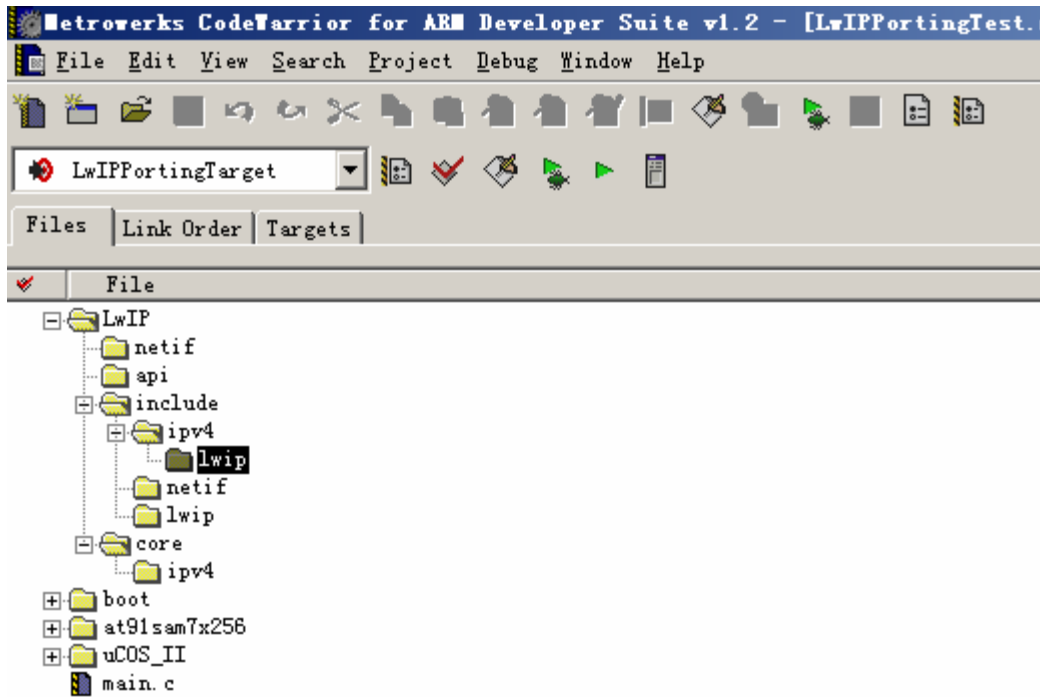 Metrowerks CodeWarrior for ARM Developer Suite v1.2 - [LwIPPortingTest.
File Edit View Search Project Debug Window Help
LwIPPortingTarget
Files Link Order Targets
File
LwIP
netif
api
include
ipv4
lwip
netif
lwip
core
ipv4
boot
at91sam7x256
uCOS_II
main.c